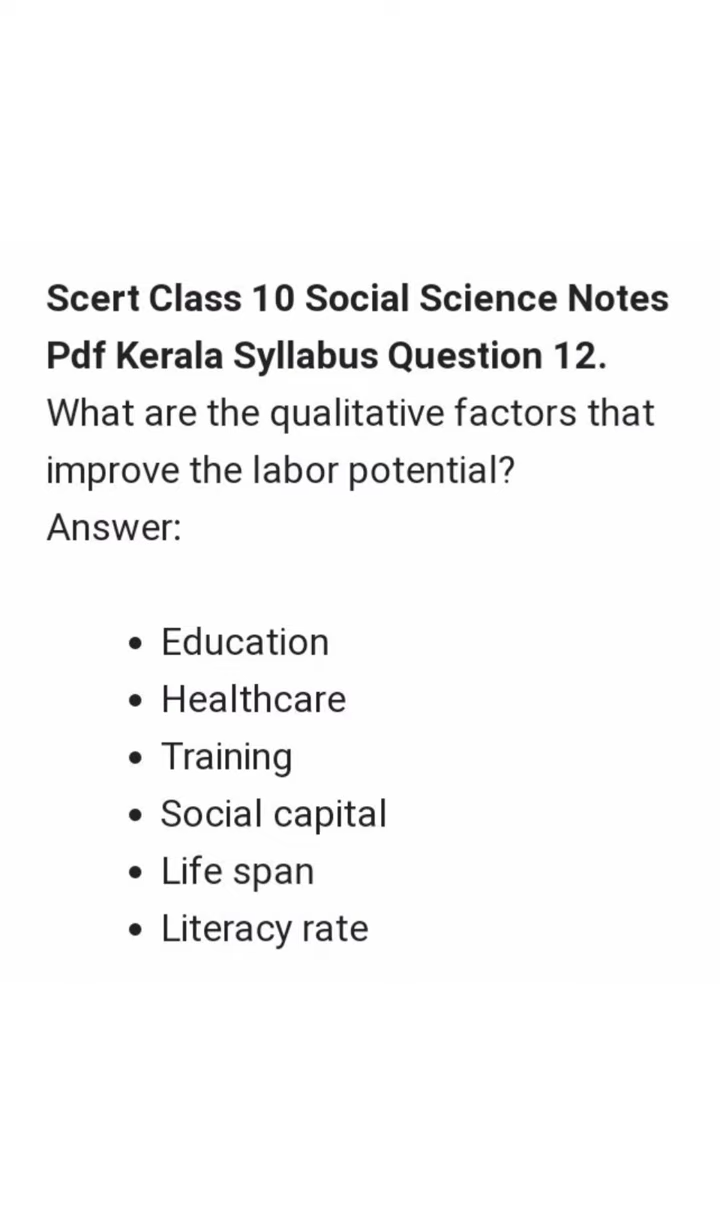 Scert Class 10 Social Science Notes
Pdf Kerala Syllabus Question 12.
What are the qualitative factors that
improve the labor potential?
Answer:
• Education
• Healthcare
• Training
• Social capital
• Life span
• Literacy rate